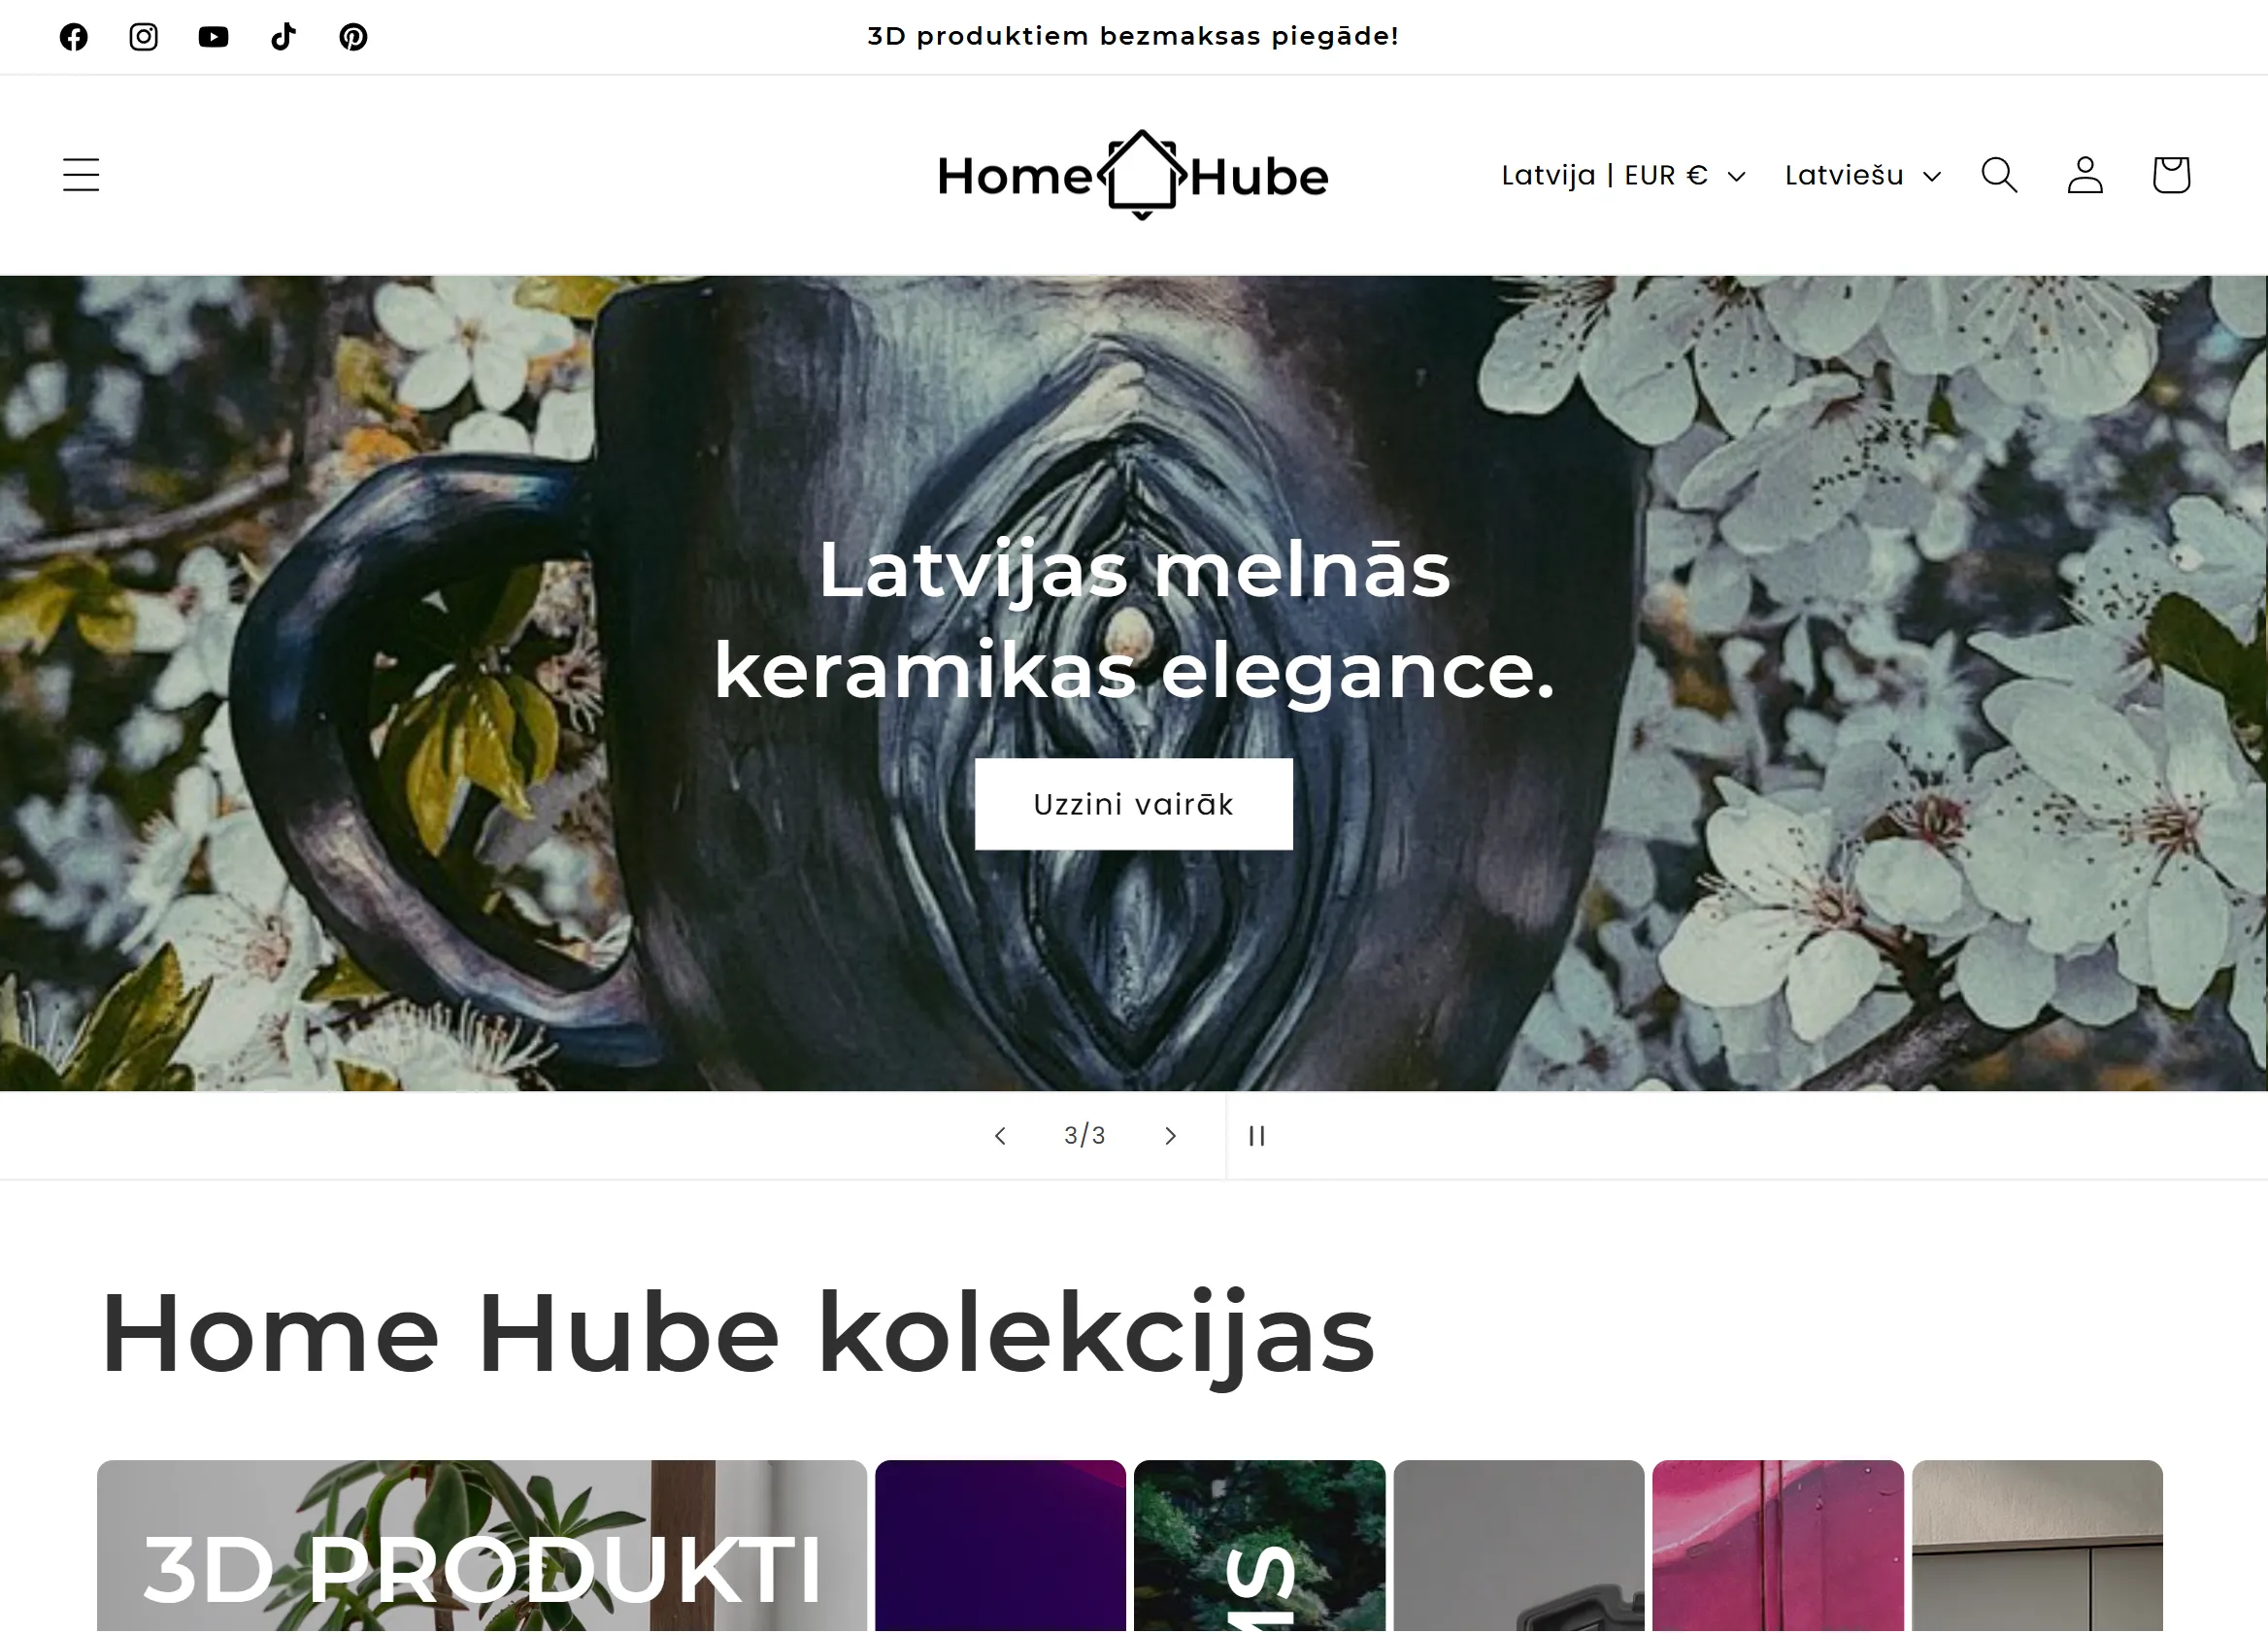 3D produktiem bezmaksas piegāde!
Home Hube
Latvija | EUR €
Latviešu
Latvijas melnās
keramikas elegance.
Uzzini vairāk
3/3
Home Hube kolekcijas
3D PRODUKTI